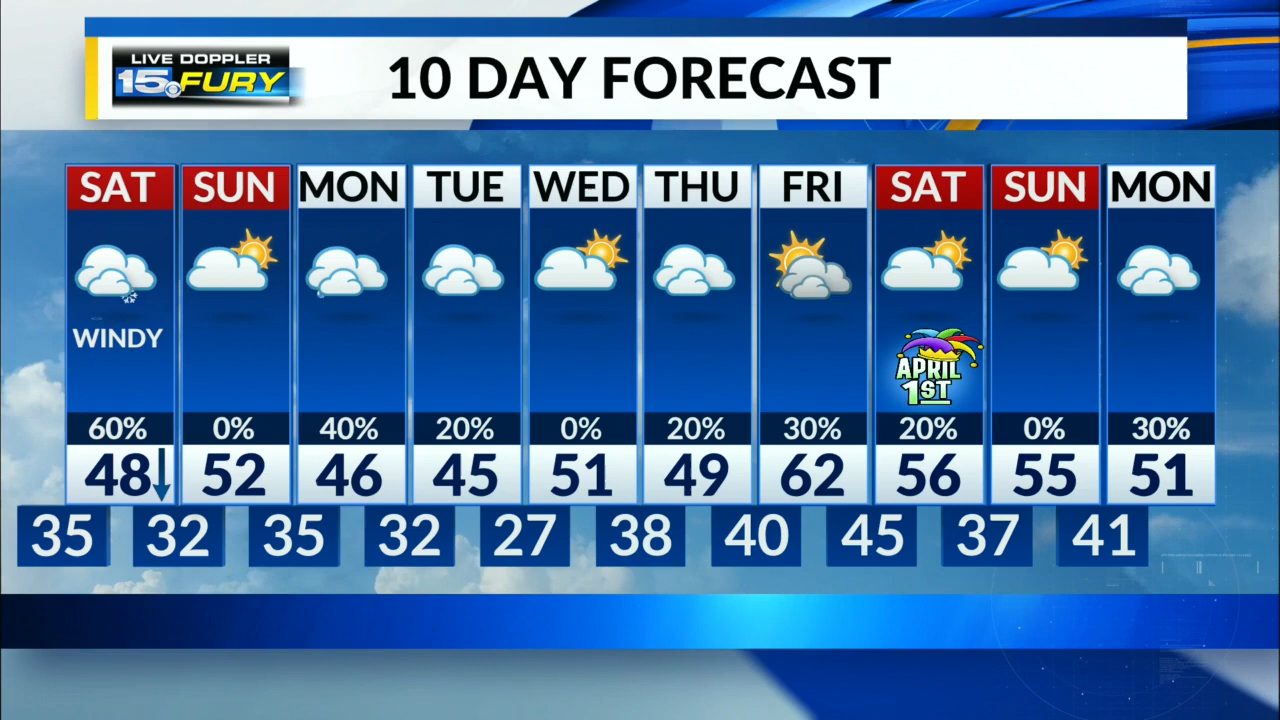 LIVE DOPPLER
15 FURY
10 DAY FORECAST
SAT SUN MON TUE WED THU FRI SAT SUN MON
WINDY
APRIL
1ST
60% 0% 40% 20% 0% 20% 30% 20% 0% 30%
48 52 46 45 51 49 62 56 55 51
35 32 35 32 27 38 40 45 37 41